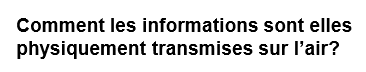 Comment les informations sont elles
physiquement transmises sur l’air?